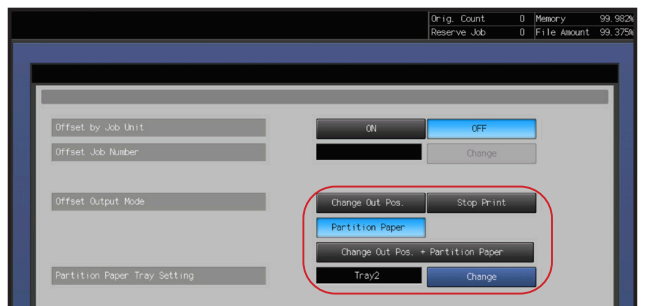 Orig. Count 0 Memory 99.982%
Reserve Job 0 File Amount 99.375%
Offset by Job Unit ON OFF
Offset Job Number Change
Offset Output Mode Change Out Pos. Stop Print
Partition Paper
Change Out Pos. + Partition Paper
Partition Paper Tray Setting Tray2 Change